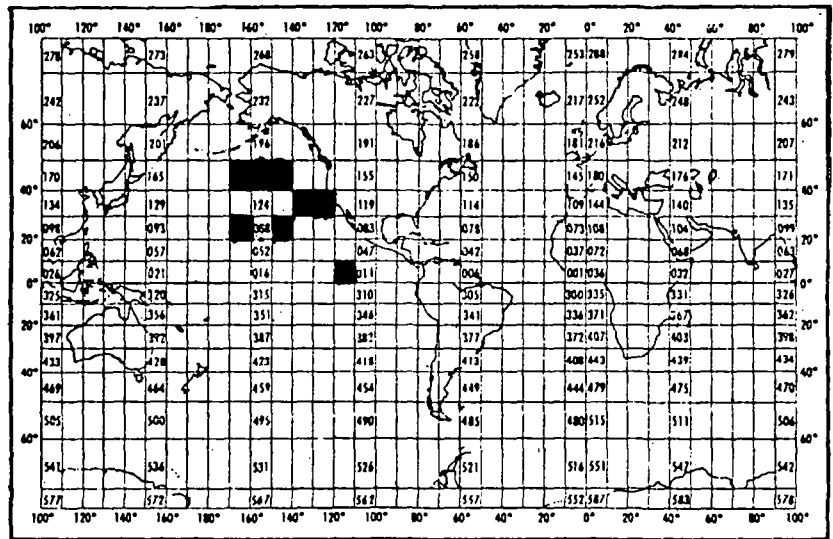 100° 120° 140° 160° 180° 160° 140° 120° 100° 80° 60° 40° 20° 0° 20° 40° 60° 80° 100°
278 273 268 263 258 253 288 284 279
242 237 232 227 222 217 252 248 243
60° 60°
206 201 196 191 186 181 216 212 207
170 165 155 150 145 180 176 171
40° 40°
134 129 124 119 114 109 144 140 135
098 093 088 083 078 073 108 104 099
20° 20°
062 057 052 047 042 037 072 068 063
026 021 016 011 006 001 036 032 027
0° 0°
325 320 315 310 305 300 335 331 326
361 356 351 346 341 336 371 367 362
20° 20°
397 392 387 382 377 372 407 403 398
433 428 423 418 413 408 443 439 434
40° 40°
469 464 459 454 449 444 479 475 470
505 500 495 490 485 480 515 511 506
60° 60°
541 536 531 526 521 516 551 547 542
577 572 567 562 557 552 587 583 578
100° 120° 140° 160° 180° 160° 140° 120° 100° 80° 60° 40° 20° 0° 20° 40° 60° 80° 100°